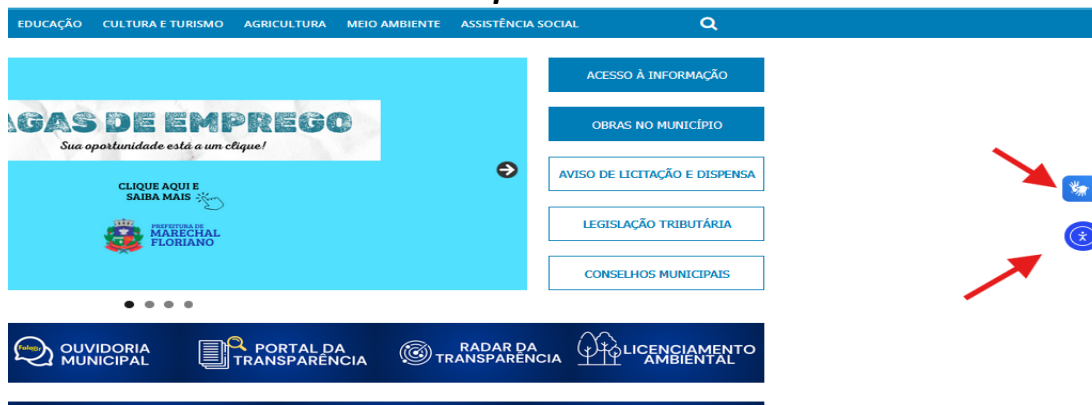 EDUCAÇÃO CULTURA E TURISMO AGRICULTURA MEIO AMBIENTE ASSISTÊNCIA SOCIAL
AGAS DE EMPREGO
Sua oportunidade está a um clique!
CLIQUE AQUI E
SAIBA MAIS
PREFEITURA DE
MARECHAL
FLORIANO
ACESSO À INFORMAÇÃO
OBRAS NO MUNICÍPIO
AVISO DE LICITAÇÃO E DISPENSA
LEGISLAÇÃO TRIBUTÁRIA
CONSELHOS MUNICIPAIS
FalaBr
OUVIDORIA
MUNICIPAL
PORTAL DA
TRANSPARÊNCIA
RADAR DA
TRANSPARÊNCIA
LICENCIAMENTO
AMBIENTAL